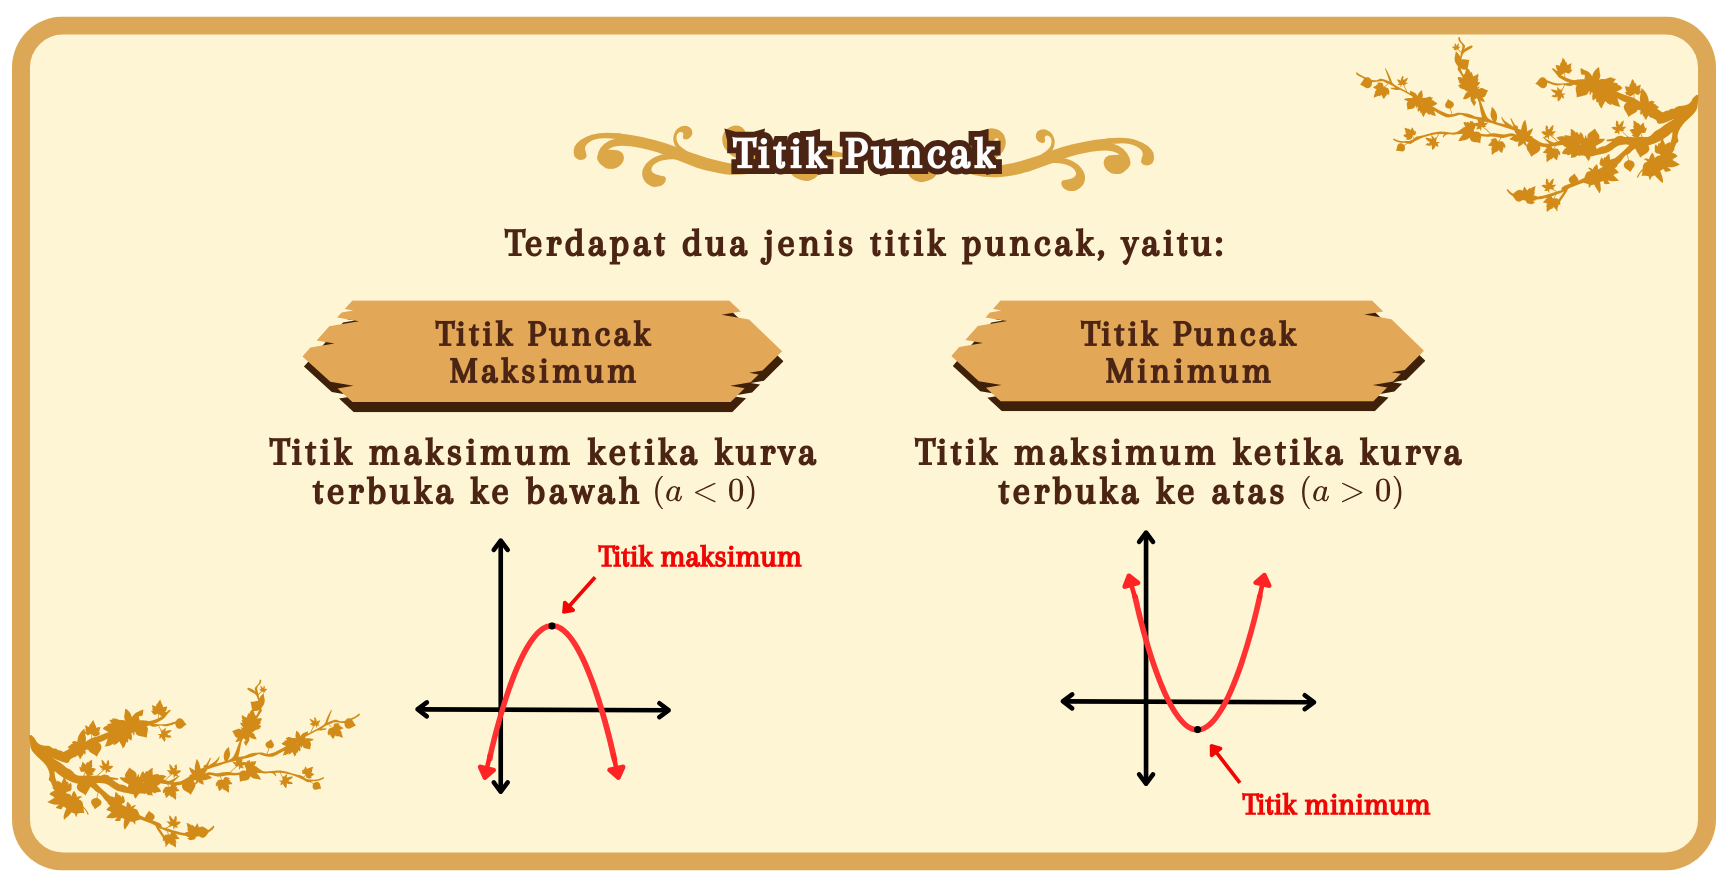 Titik Puncak
Terdapat dua jenis titik puncak, yaitu:
Titik Puncak
Maksimum
Titik maksimum ketika kurva
terbuka ke bawah (a < 0)
Titik maksimum
Titik Puncak
Minimum
Titik maksimum ketika kurva
terbuka ke atas (a > 0)
Titik minimum